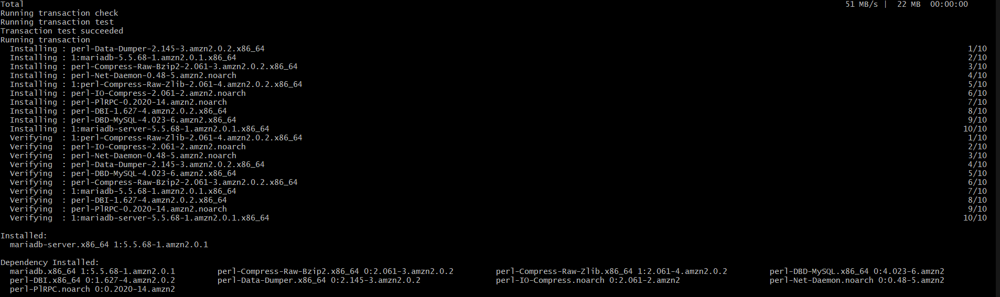 Total 51 MB/s | 22 MB 00:00:00
Running transaction check
Running transaction test
Transaction test succeeded
Running transaction
Installing : perl-Data-Dumper-2.145-3.amzn2.0.2.x86_64 1/10
Installing : 1:mariadb-5.5.68-1.amzn2.0.1.x86_64 2/10
Installing : perl-Compress-Raw-Bzip2-2.061-3.amzn2.0.2.x86_64 3/10
Installing : perl-Net-Daemon-0.48-5.amzn2.noarch 4/10
Installing : 1:perl-Compress-Raw-Zlib-2.061-4.amzn2.0.2.x86_64 5/10
Installing : perl-IO-Compress-2.061-2.amzn2.noarch 6/10
Installing : perl-PlRPC-0.2020-14.amzn2.noarch 7/10
Installing : perl-DBI-1.627-4.amzn2.0.2.x86_64 8/10
Installing : perl-DBD-MySQL-4.023-6.amzn2.x86_64 9/10
Installing : 1:mariadb-server-5.5.68-1.amzn2.0.1.x86_64 10/10
Verifying : 1:perl-Compress-Raw-Zlib-2.061-4.amzn2.0.2.x86_64 1/10
Verifying : perl-IO-Compress-2.061-2.amzn2.noarch 2/10
Verifying : perl-Net-Daemon-0.48-5.amzn2.noarch 3/10
Verifying : perl-Data-Dumper-2.145-3.amzn2.0.2.x86_64 4/10
Verifying : perl-DBD-MySQL-4.023-6.amzn2.x86_64 5/10
Verifying : perl-Compress-Raw-Bzip2-2.061-3.amzn2.0.2.x86_64 6/10
Verifying : 1:mariadb-5.5.68-1.amzn2.0.1.x86_64 7/10
Verifying : perl-DBI-1.627-4.amzn2.0.2.x86_64 8/10
Verifying : perl-PlRPC-0.2020-14.amzn2.noarch 9/10
Verifying : 1:mariadb-server-5.5.68-1.amzn2.0.1.x86_64 10/10
Installed:
mariadb-server.x86_64 1:5.5.68-1.amzn2.0.1
Dependency Installed:
mariadb.x86_64 1:5.5.68-1.amzn2.0.1 perl-Compress-Raw-Bzip2.x86_64 0:2.061-3.amzn2.0.2 perl-Compress-Raw-Zlib.x86_64 1:2.061-4.amzn2.0.2 perl-DBD-MySQL.x86_64 0:4.023-6.amzn2
perl-DBI.x86_64 0:1.627-4.amzn2.0.2 perl-Data-Dumper.x86_64 0:2.145-3.amzn2.0.2 perl-IO-Compress.noarch 0:2.061-2.amzn2 perl-Net-Daemon.noarch 0:0.48-5.amzn2
perl-PlRPC.noarch 0:0.2020-14.amzn2